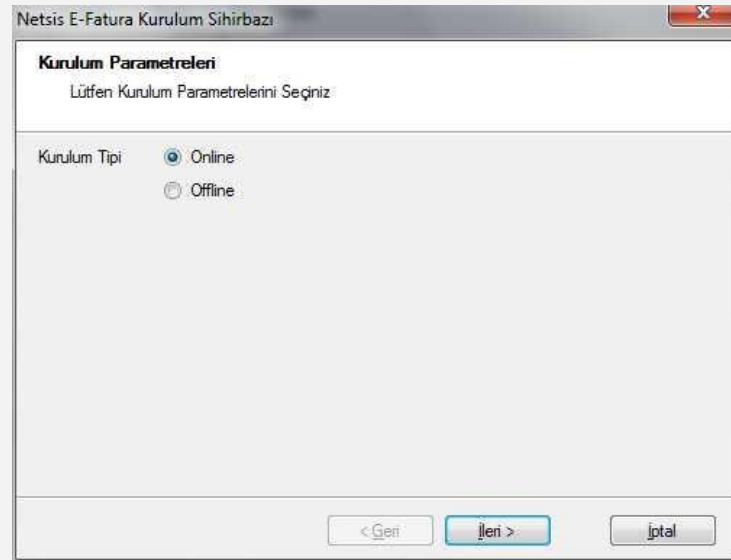 Netsis E-Fatura Kurulum Sihirbazı
Kurulum Parametreleri
Lütfen Kurulum Parametrelerini Seçiniz
Kurulum Tipi Online
Offline
< Geri İleri > İptal